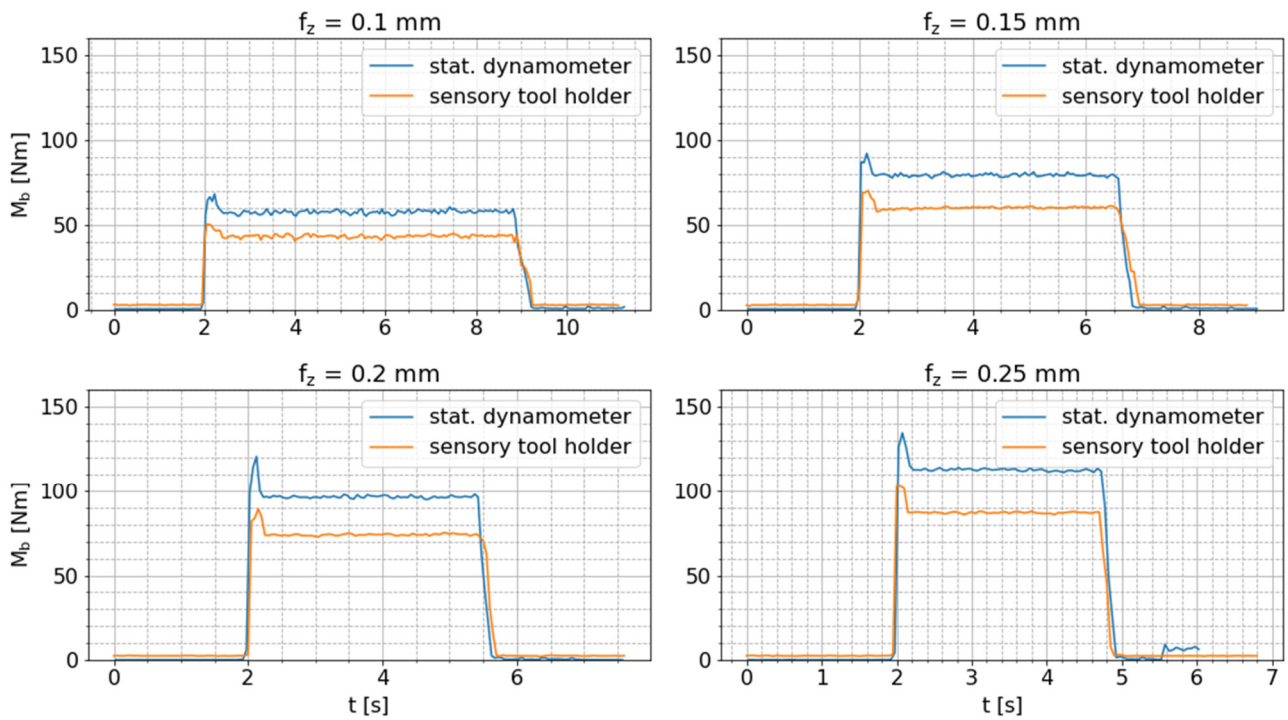 f_z = 0.1 mm
M_b [Nm]
150
100
50
0
stat. dynamometer
sensory tool holder
0 2 4 6 8 10
f_z = 0.15 mm
150
100
50
0
stat. dynamometer
sensory tool holder
0 2 4 6 8
f_z = 0.2 mm
M_b [Nm]
150
100
50
0
stat. dynamometer
sensory tool holder
0 2 4 6
t [s]
f_z = 0.25 mm
150
100
50
0
stat. dynamometer
sensory tool holder
0 1 2 3 4 5 6 7
t [s]